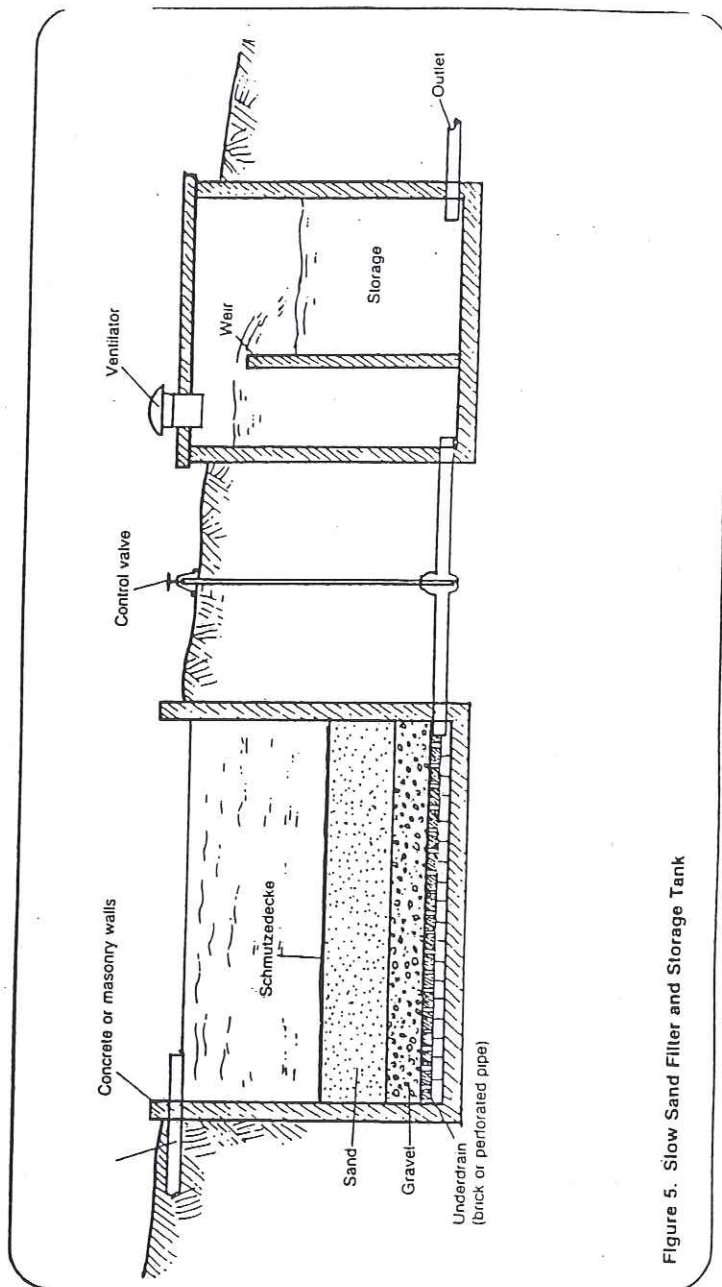 Concrete or masonry walls
Control valve
Ventilator
Weir
Schmutzedecke
Storage
Outlet
Sand
Gravel
Underdrain
(brick or perforated pipe)
Figure 5. Slow Sand Filter and Storage Tank